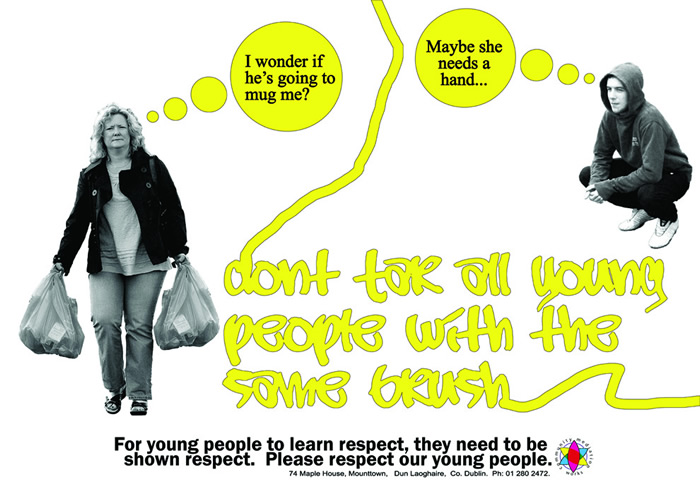 I wonder if
he's going to
mug me?
Maybe she
needs a
hand...
dont tar all young
people with the
same brush
For young people to learn respect, they need to be
shown respect. Please respect our young people.
74 Maple House, Mounttown, Dun Laoghaire, Co. Dublin. Ph: 01 280 2472.